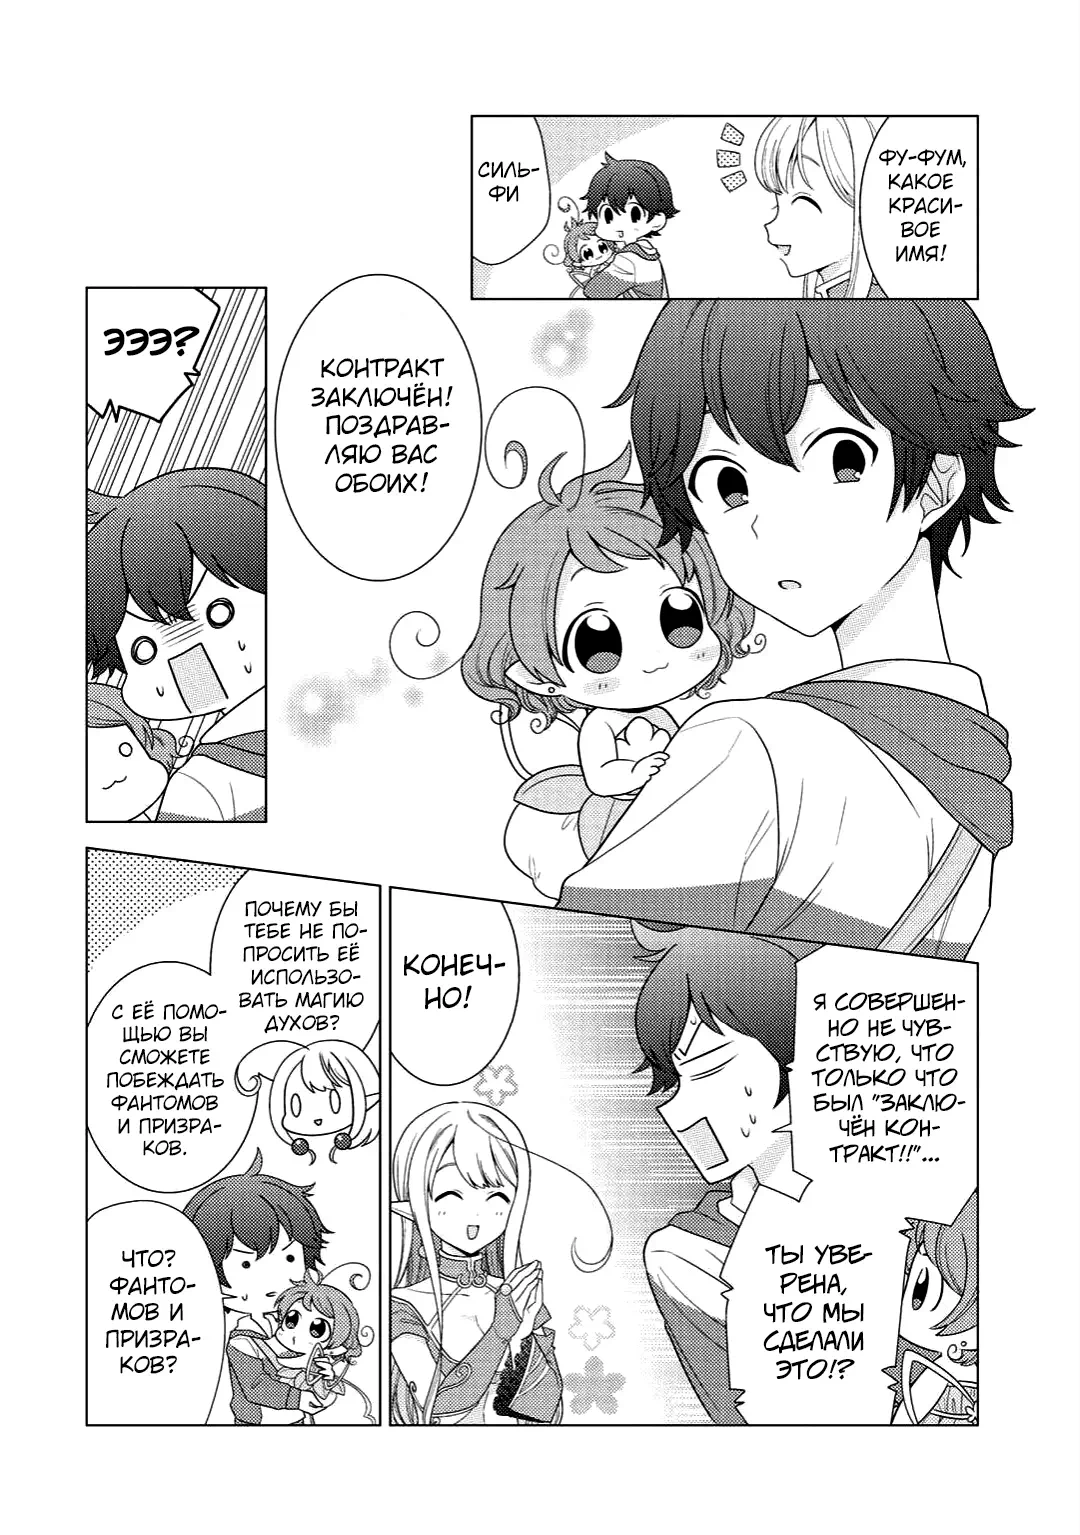 ФУ-ФУМ,
КАКОЕ
КРАСИ-
ВОЕ
ИМЯ!
СИЛЬ-
ФИ
КОНТРАКТ
ЗАКЛЮЧЁН!
ПОЗДРАВ-
ЛЯЮ ВАС
ОБОИХ!
ЭЭЭ?
Я СОВЕРШЕН-
НО НЕ ЧУВ-
СТВУЮ, ЧТО
ТОЛЬКО ЧТО
БЫЛ "ЗАКЛЮ-
ЧЁН КОН-
ТРАКТ!!"...
ТЫ УВЕ-
РЕНА,
ЧТО МЫ
СДЕЛАЛИ
ЭТО!?
КОНЕЧ-
НО!
ПОЧЕМУ БЫ
ТЕБЕ НЕ ПО-
ПРОСИТЬ ЕЁ
ИСПОЛЬЗО-
ВАТЬ МАГИЮ
ДУХОВ?
С ЕЁ ПОМО-
ЩЬЮ ВЫ
СМОЖЕТЕ
ПОБЕЖДАТЬ
ФАНТОМОВ
И ПРИЗРА-
КОВ.
ЧТО?
ФАНТО-
МОВ И
ПРИЗРА-
КОВ?